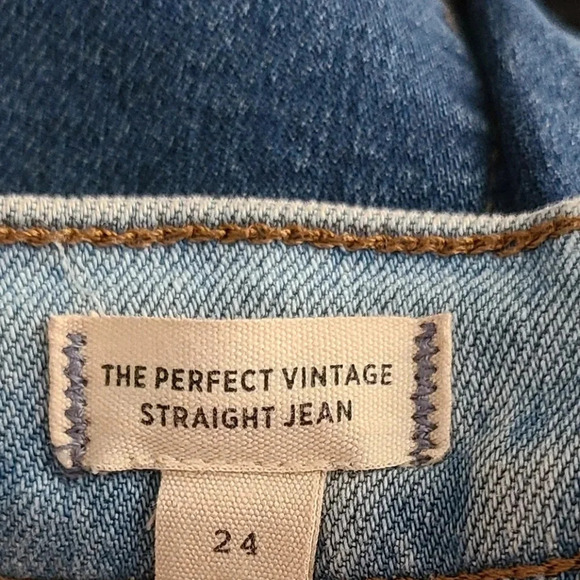 THE PERFECT VINTAGE
STRAIGHT JEAN
24